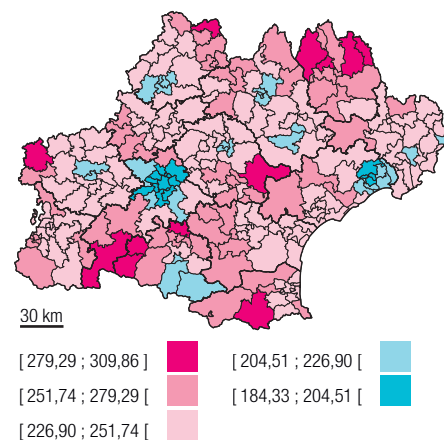 30 km
[ 279,29 ; 309,86 ]
[ 251,74 ; 279,29 [
[ 226,90 ; 251,74 [
[ 204,51 ; 226,90 [
[ 184,33 ; 204,51 [